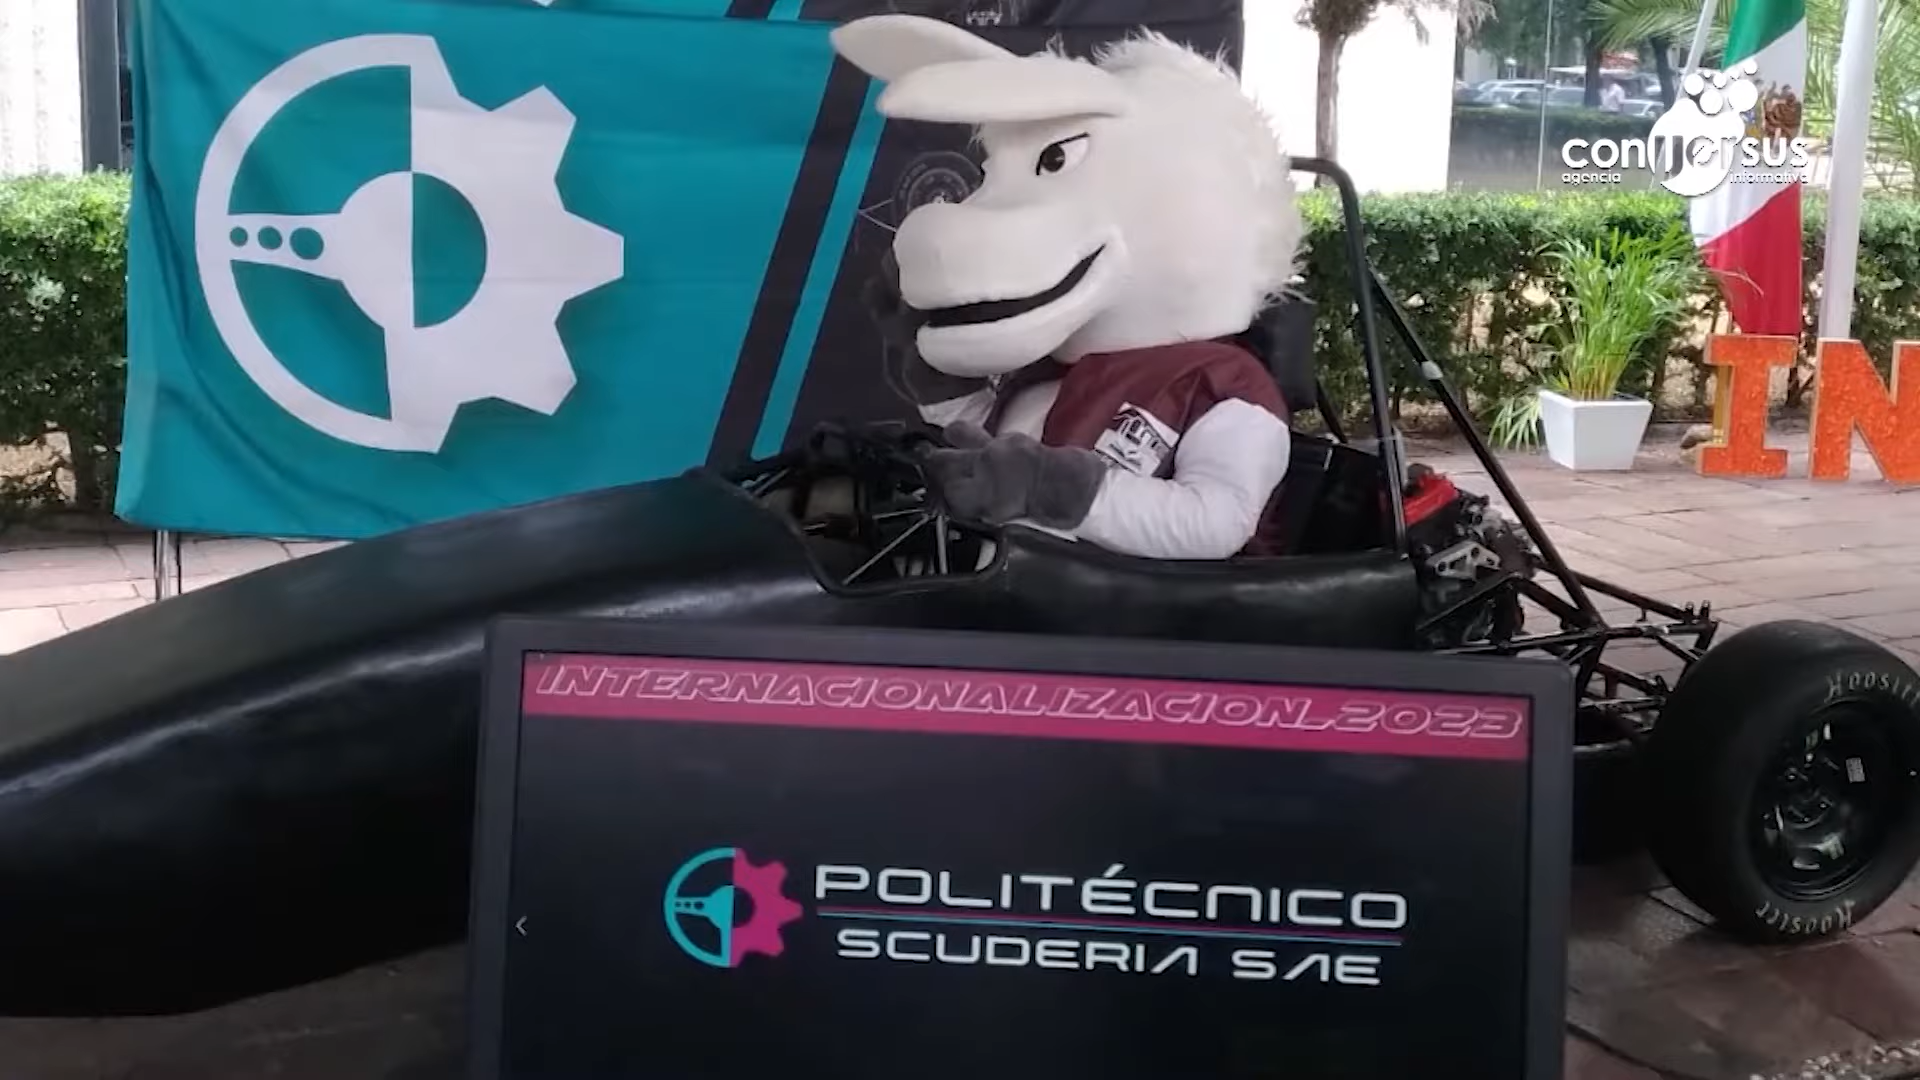 conversus
agencia informativa
IN
INTERNACIONALIZACION_2023
POLITÉCNICO
SCUDERIA SAE
Hoosier
Hoosier